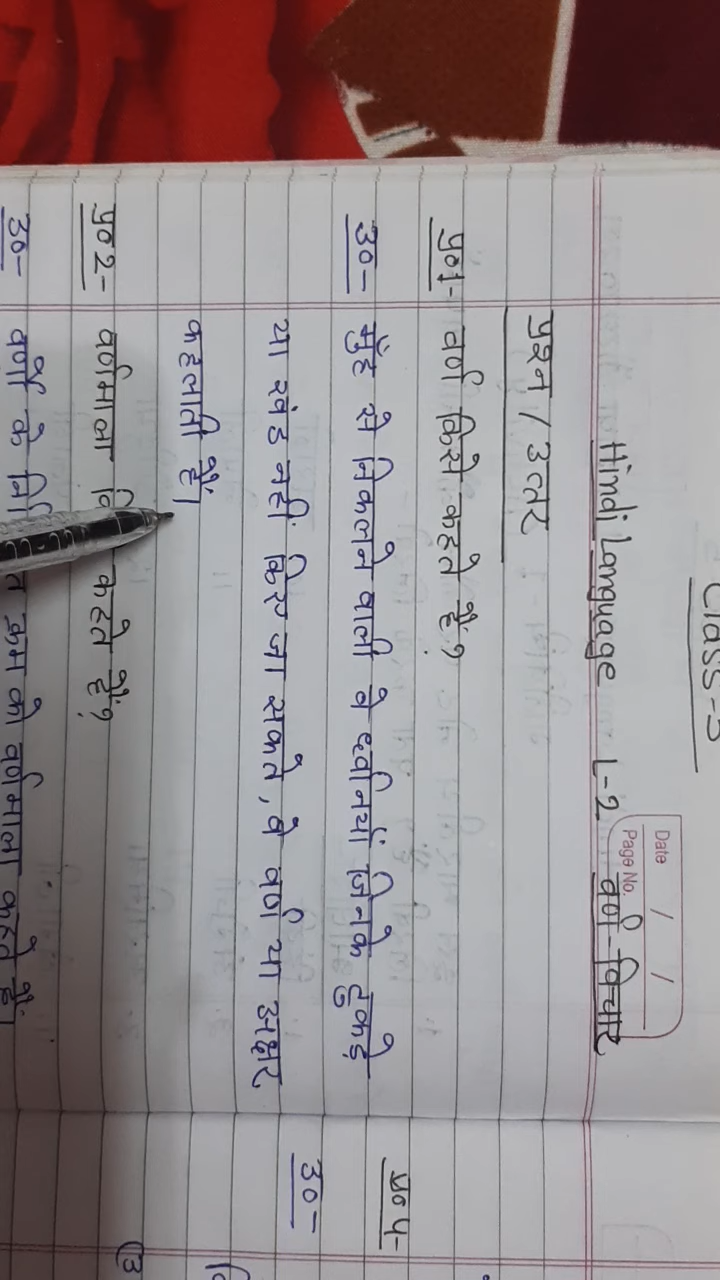 Class-3
Date / /
Page No.
Hindi Language L-2 वर्ण-विचार
प्रश्न / उत्तर
प्र०1- वर्ण किसे कहते हैं?
उ०- मुँह से निकलने वाली वे ध्वनियाँ जिनके टुकड़े
या खंड नहीं किए जा सकते, वे वर्ण या अक्षर
कहलाती हैं।
प्र०2- वर्णमाला कहते हैं?
उ०- वर्णों के क्रम को वर्णमाला कहते हैं।
प्र०4-
उ०-